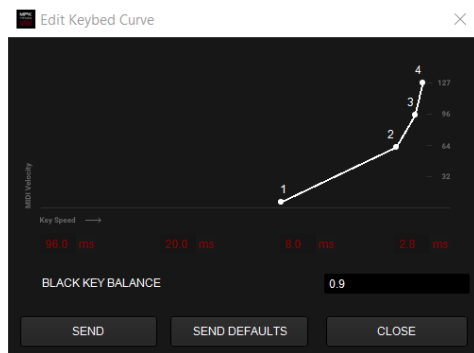 Edit Keybed Curve
4
127
3
96
2
64
32
1
MIDI Velocity
Key Speed
96.0 ms 20.0 ms 8.0 ms 2.8 ms
BLACK KEY BALANCE 0.9
SEND SEND DEFAULTS CLOSE